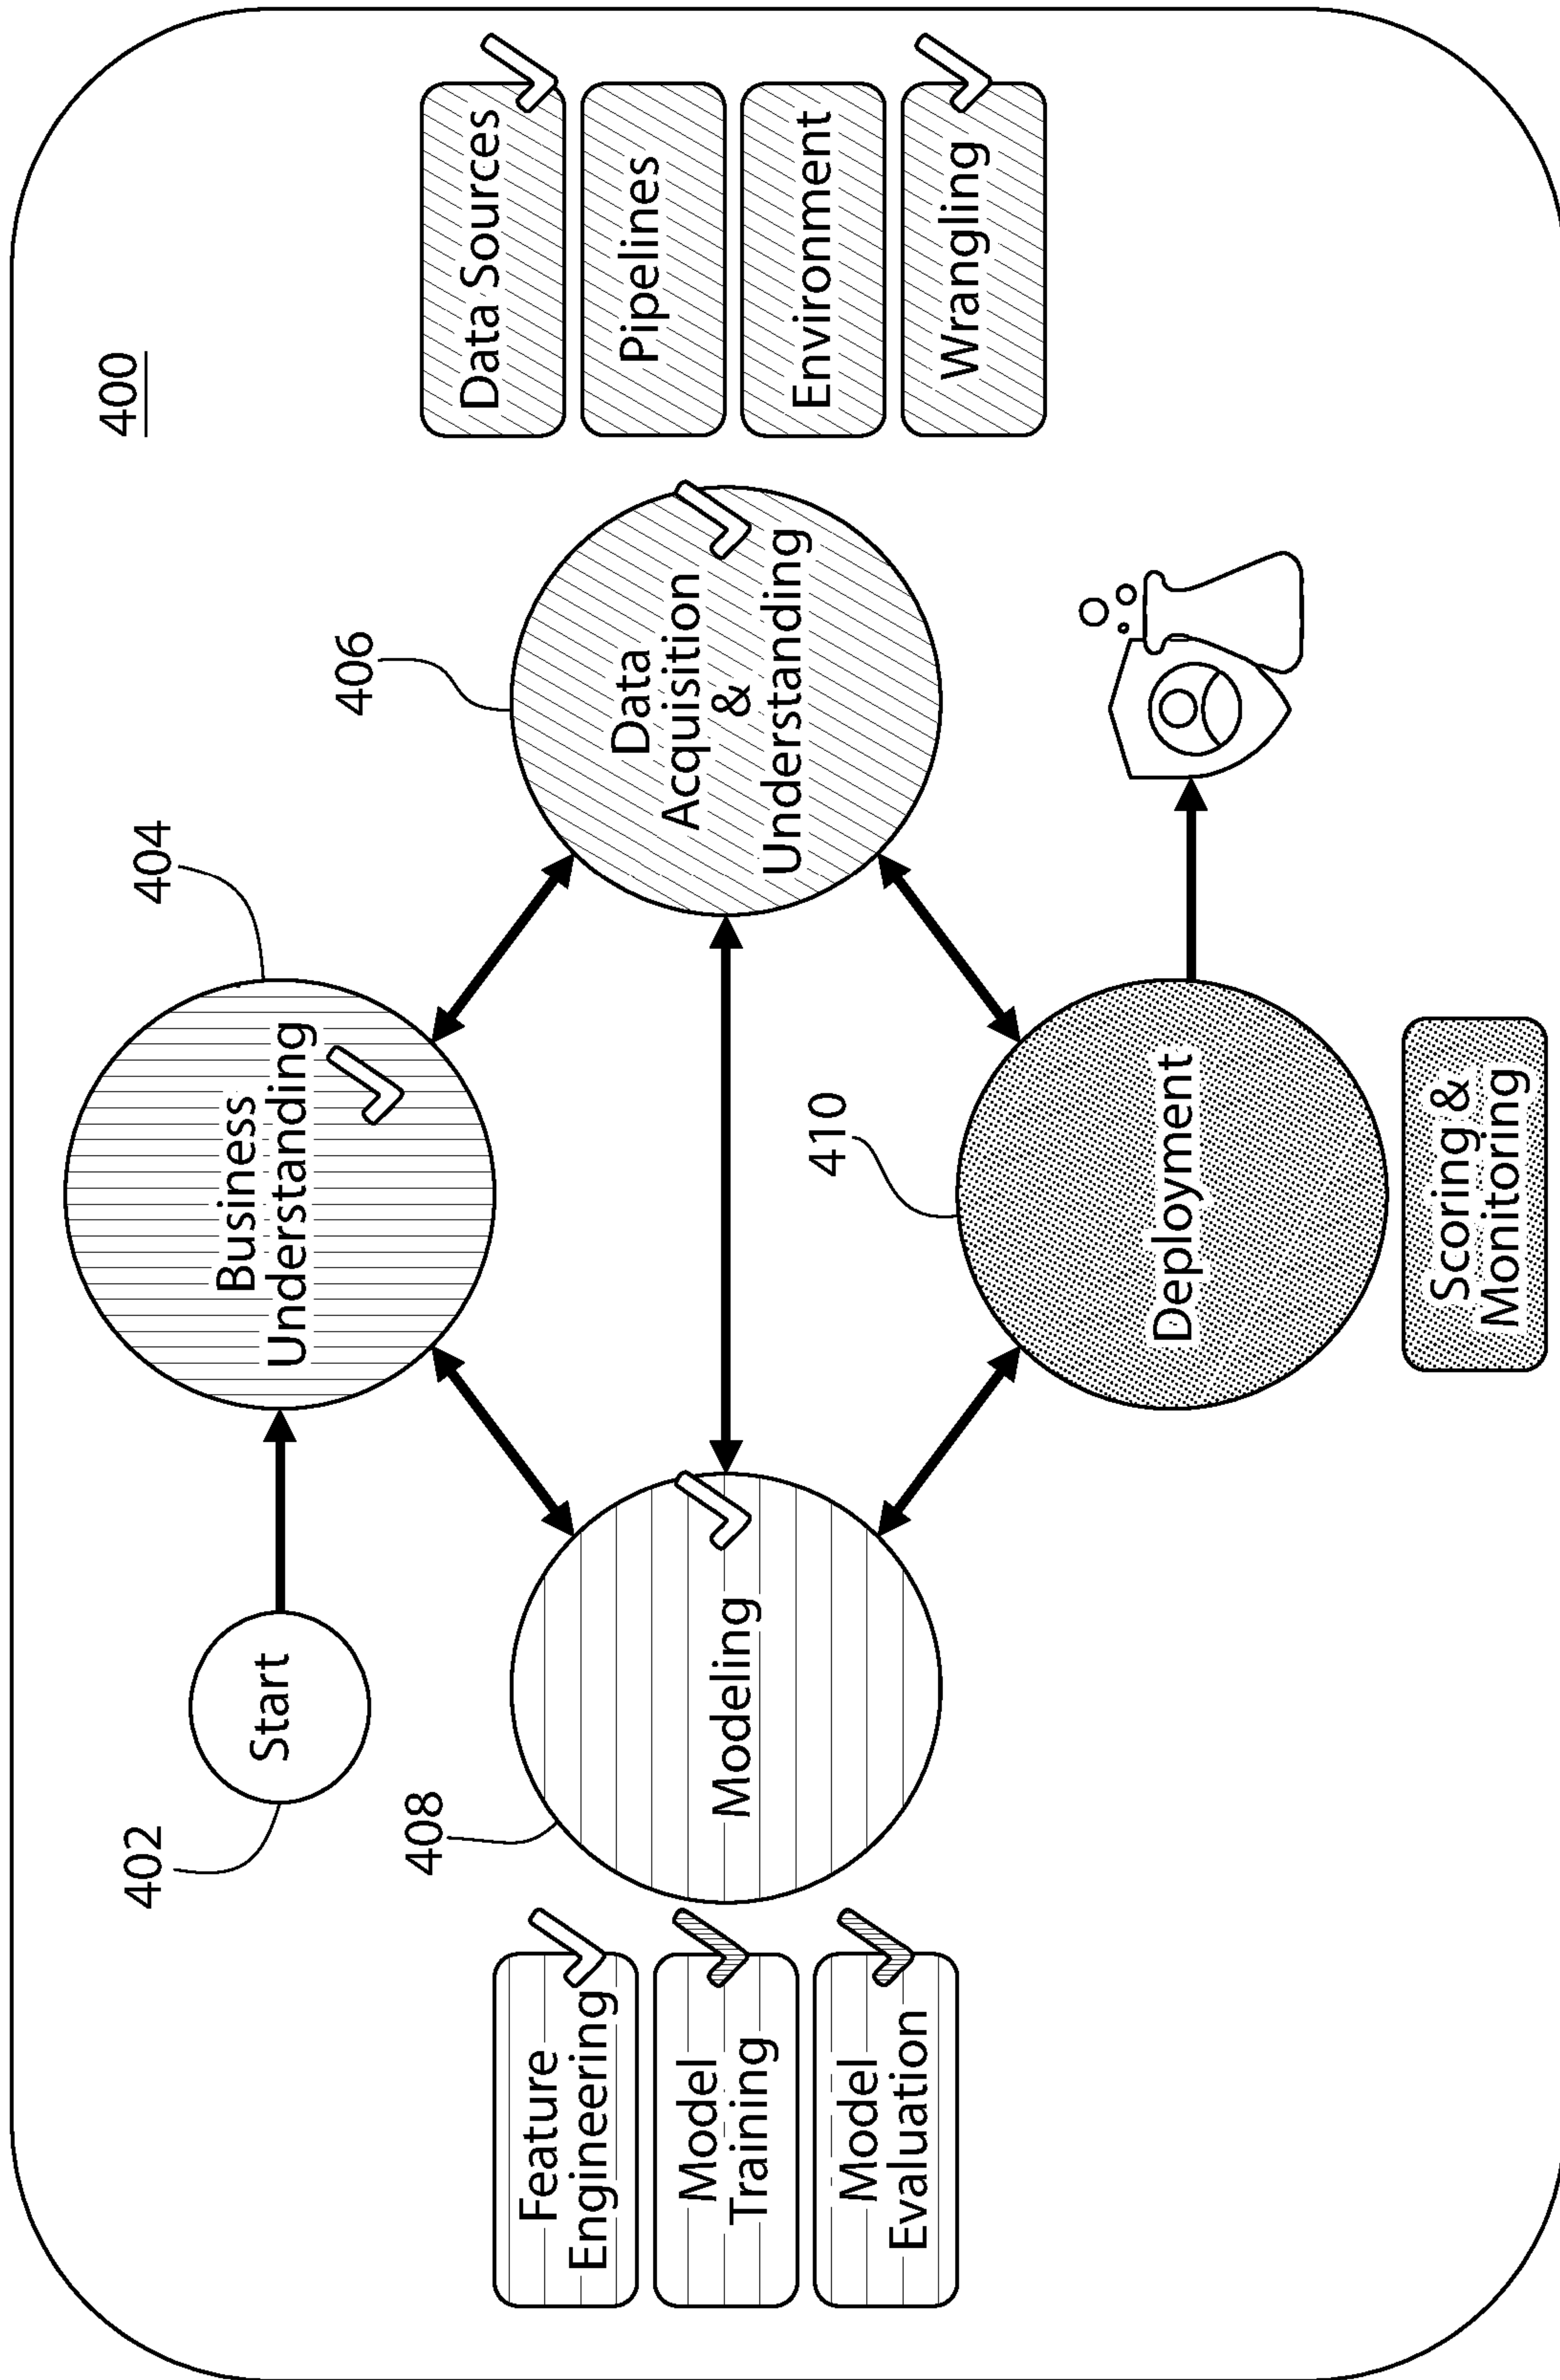 400
402
Start
404
Business
Understanding
406
Data
Acquisition
&
Understanding
Data Sources
Pipelines
Environment
Wrangling
408
Modeling
Feature
Engineering
Model
Training
Model
Evaluation
410
Deployment
Scoring &
Monitoring